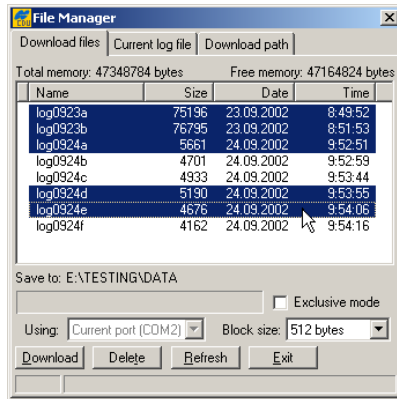 File Manager
Download files Current log file Download path
Total memory: 47348784 bytes Free memory: 47164824 bytes
Name Size Date Time
log0923a 75196 23.09.2002 8:49:52
log0923b 76795 23.09.2002 8:51:53
log0924a 5661 24.09.2002 9:52:51
log0924b 4701 24.09.2002 9:52:59
log0924c 4933 24.09.2002 9:53:44
log0924d 5190 24.09.2002 9:53:55
log0924e 4676 24.09.2002 9:54:06
log0924f 4162 24.09.2002 9:54:16
Save to: E:\TESTING\DATA
Exclusive mode
Using: Current port (COM2) Block size: 512 bytes
Download Delete Refresh Exit